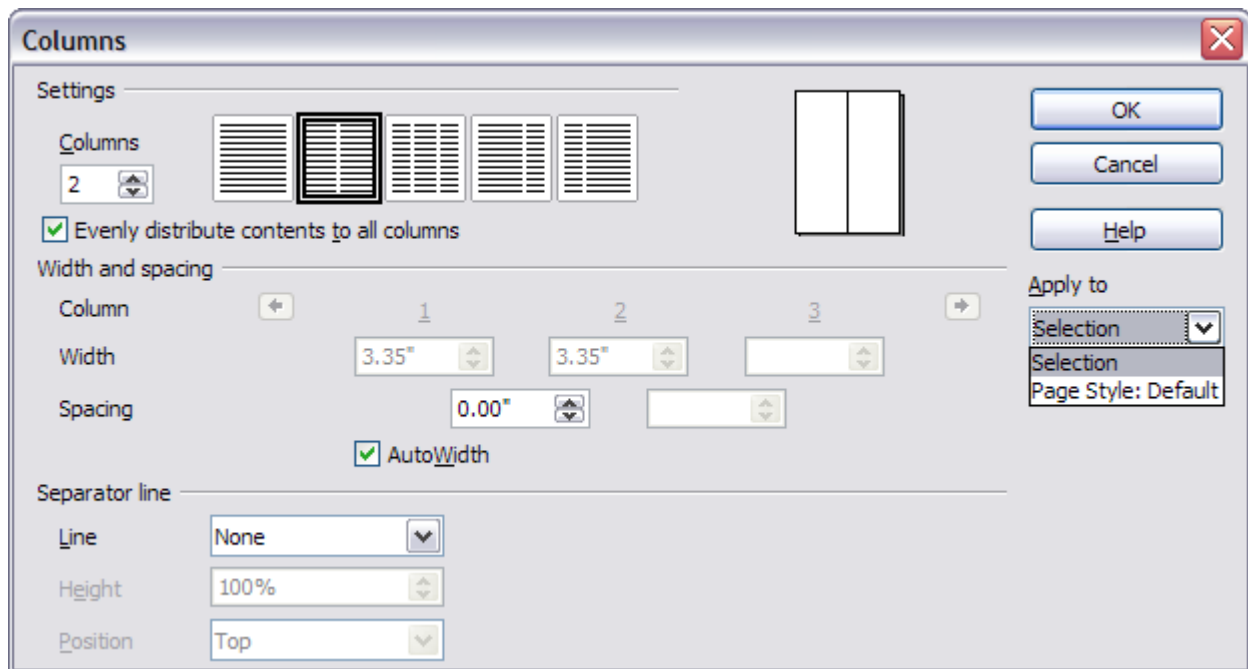 Columns
Settings
Columns
2
Evenly distribute contents to all columns
OK
Cancel
Help
Apply to
Selection
Selection
Page Style: Default
Width and spacing
Column 1 2 3
Width 3.35" 3.35"
Spacing 0.00"
AutoWidth
Separator line
Line None
Height 100%
Position Top